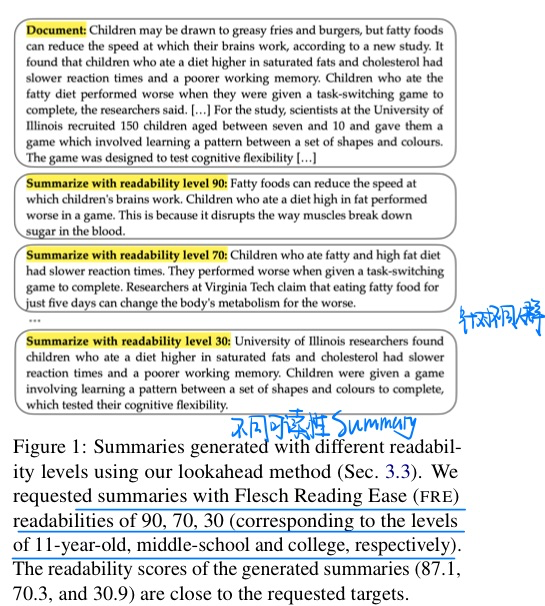 Document: Children may be drawn to greasy fries and burgers, but fatty foods
can reduce the speed at which their brains work, according to a new study. It
found that children who ate a diet higher in saturated fats and cholesterol had
slower reaction times and a poorer working memory. Children who ate the
fatty diet performed worse when they were given a task-switching game to
complete, the researchers said. [...] For the study, scientists at the University of
Illinois recruited 150 children aged between seven and 10 and gave them a
game which involved learning a pattern between a set of shapes and colours.
The game was designed to test cognitive flexibility [...]
Summarize with readability level 90: Fatty foods can reduce the speed at
which children's brains work. Children who ate a diet high in fat performed
worse in a game. This is because it disrupts the way muscles break down
sugar in the blood.
Summarize with readability level 70: Children who ate fatty and high fat diet
had slower reaction times. They performed worse when given a task-switching
game to complete. Researchers at Virginia Tech claim that eating fatty food for
just five days can change the body's metabolism for the worse.
...
针对不同人群
Summarize with readability level 30: University of Illinois researchers found
children who ate a diet higher in saturated fats and cholesterol had slower
reaction times and a poorer working memory. Children were given a game
involving learning a pattern between a set of shapes and colours to complete,
which tested their cognitive flexibility.
不同可读性 Summary
Figure 1: Summaries generated with different readabil-
ity levels using our lookahead method (Sec. 3.3). We
requested summaries with Flesch Reading Ease (FRE)
readabilities of 90, 70, 30 (corresponding to the levels
of 11-year-old, middle-school and college, respectively).
The readability scores of the generated summaries (87.1,
70.3, and 30.9) are close to the requested targets.